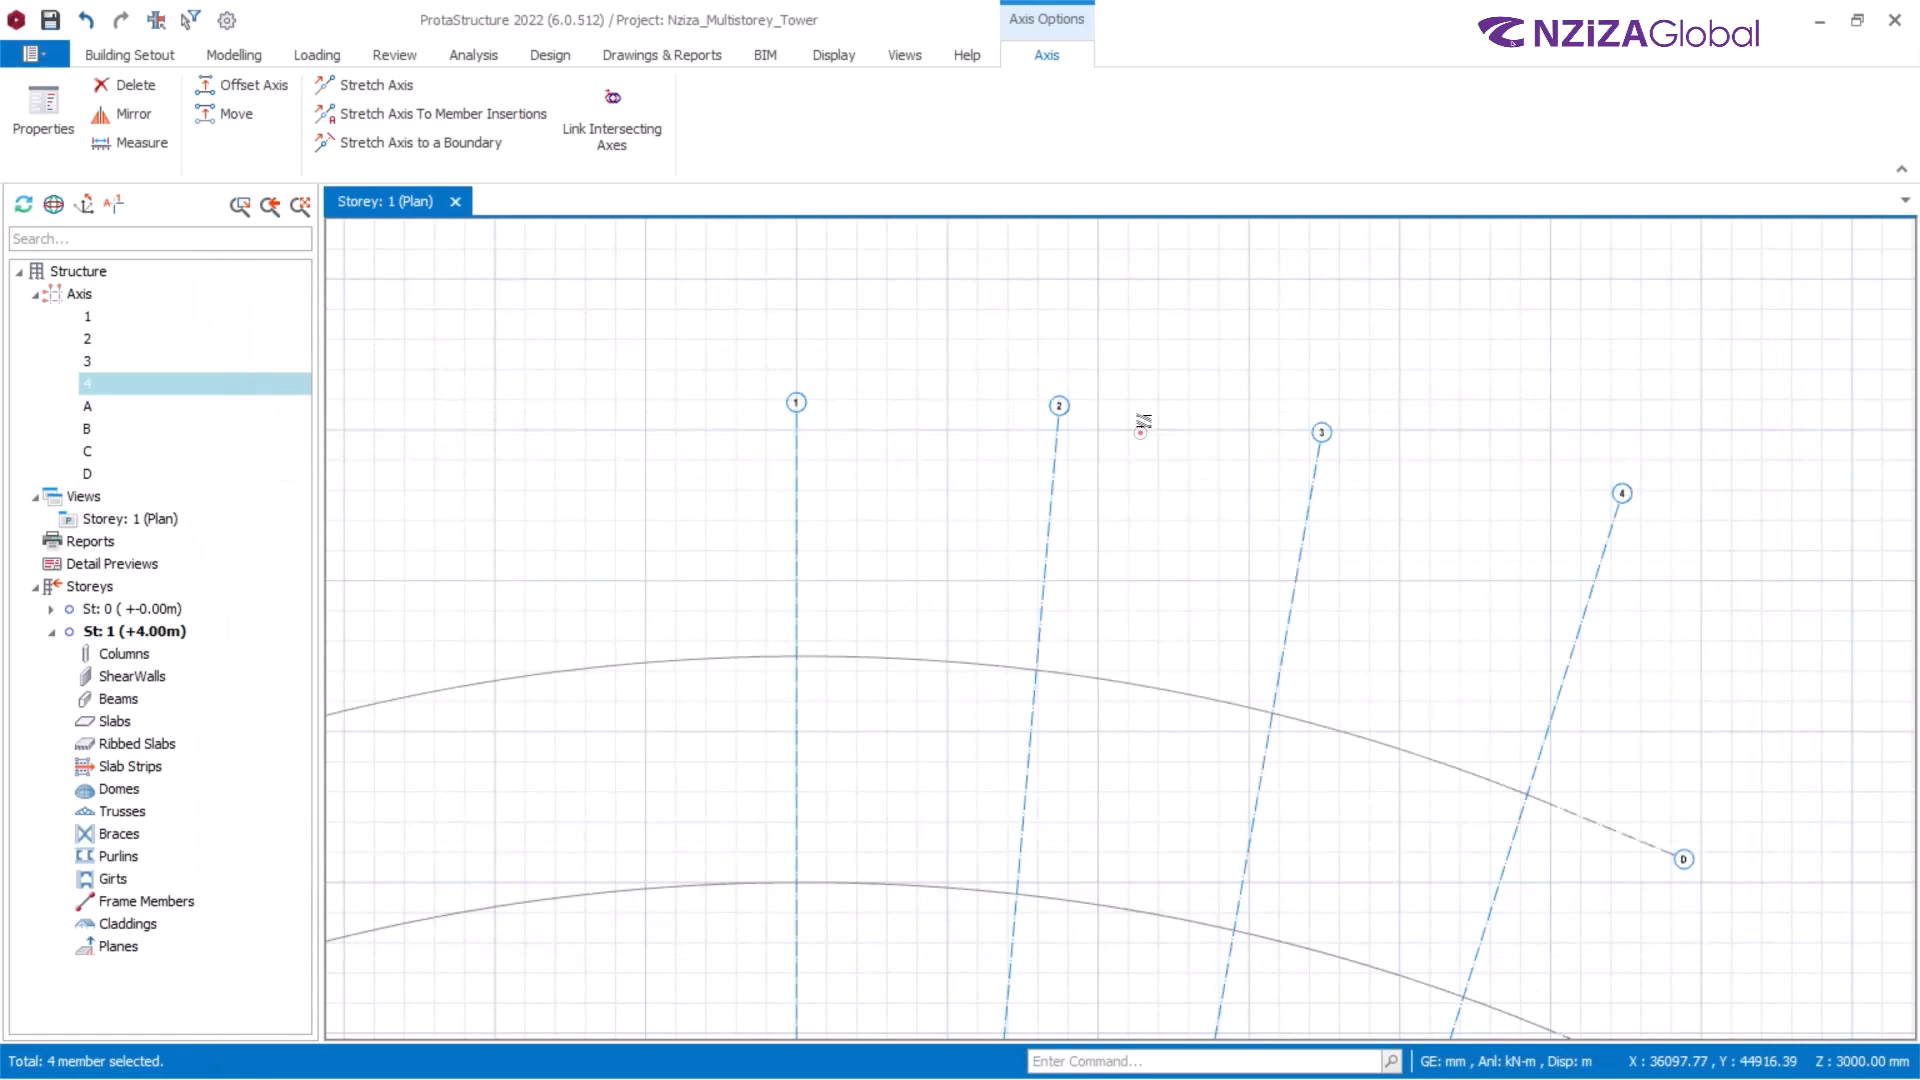 ProtaStructure 2022 (6.0.512) / Project: Nziza_Multistorey_Tower
Axis Options
NZiZAGlobal
Building Setout
Modelling
Loading
Review
Analysis
Design
Drawings & Reports
BIM
Display
Views
Help
Axis
Properties
Delete
Mirror
Measure
Offset Axis
Move
Stretch Axis
Stretch Axis To Member Insertions
Stretch Axis to a Boundary
Link Intersecting
Axes
Storey: 1 (Plan)
Search...
Structure
Axis
1
2
3
4
A
B
C
D
Views
Storey: 1 (Plan)
Reports
Detail Previews
Storeys
St: 0 ( +-0.00m)
St: 1 (+4.00m)
Columns
ShearWalls
Beams
Slabs
Ribbed Slabs
Slab Strips
Domes
Trusses
Braces
Purlins
Girts
Frame Members
Claddings
Planes
1
2
3
4
D
Total: 4 member selected.
Enter Command...
GE: mm , Anl: kN-m , Disp: m
X : 36097.77 , Y : 44916.39
Z : 3000.00 mm